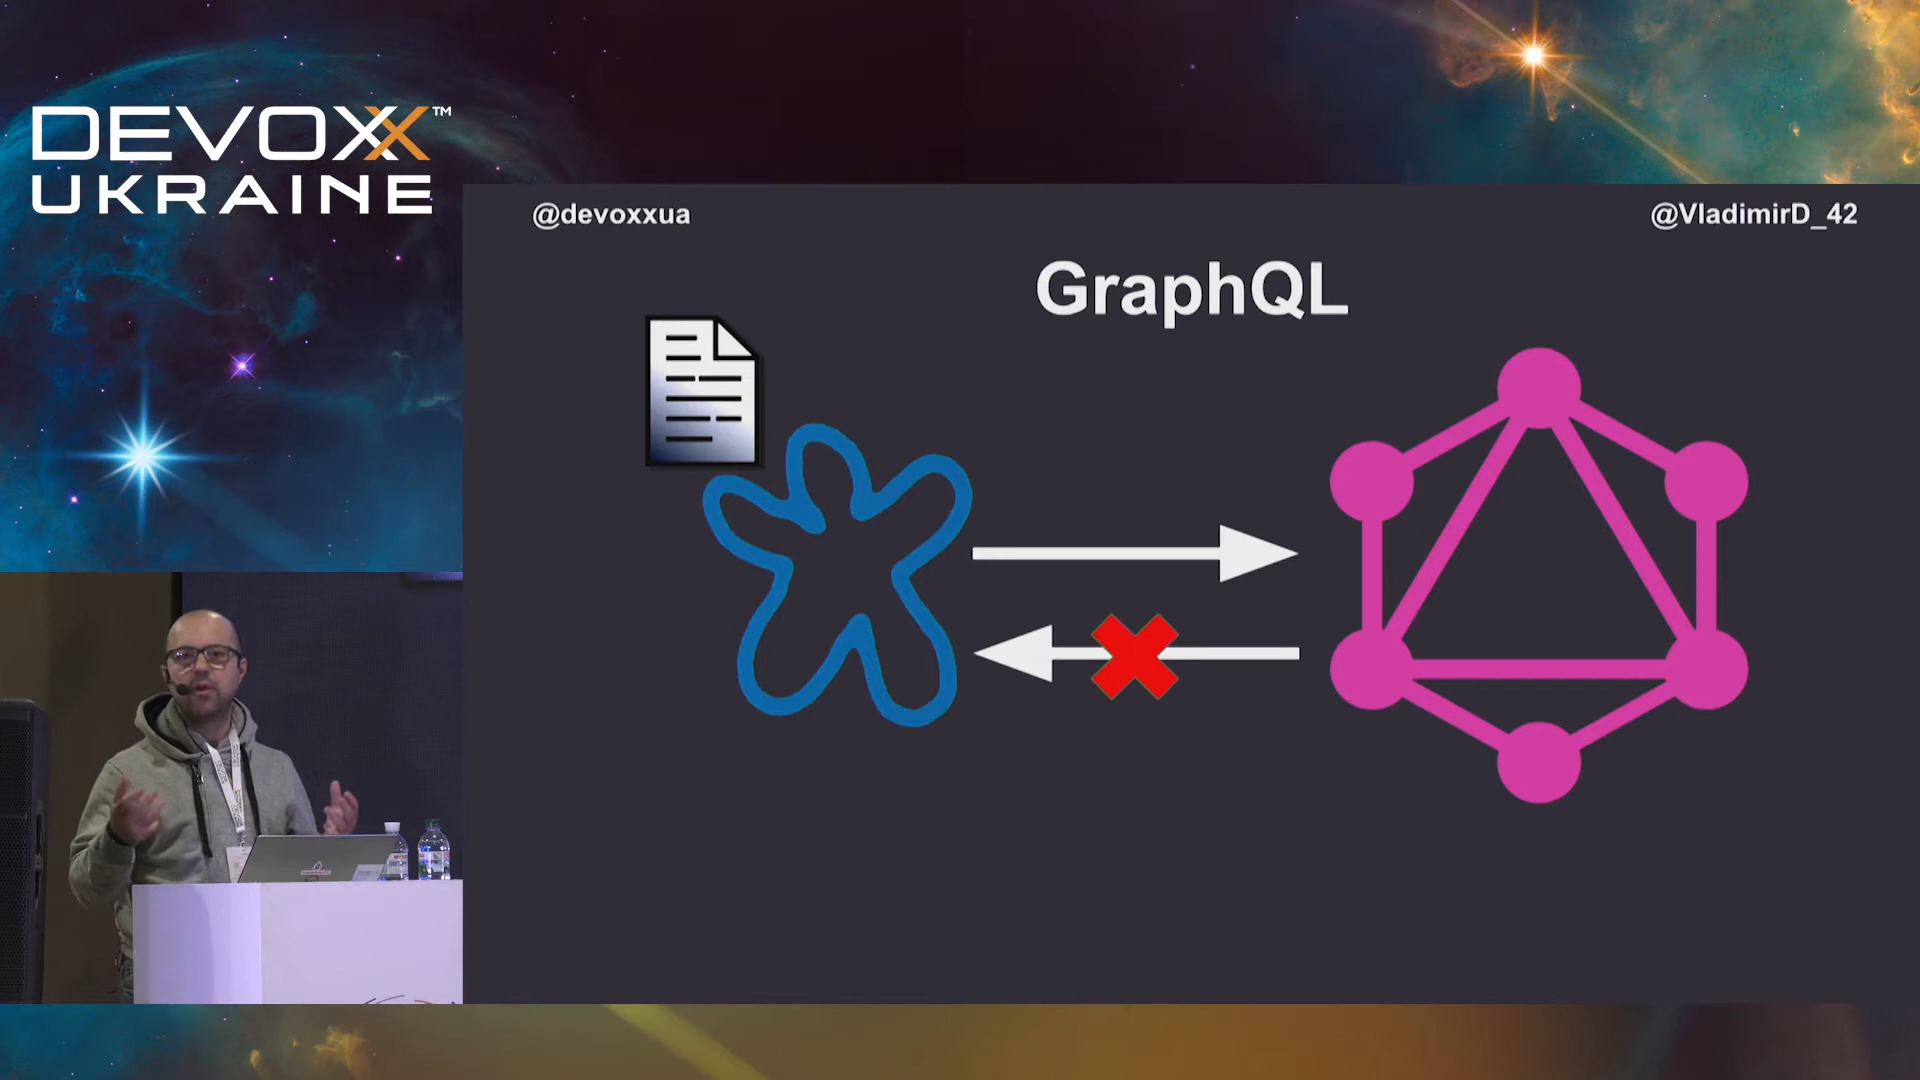 DEVOXX™
UKRAINE
@devoxxua
@VladimirD_42
GraphQL